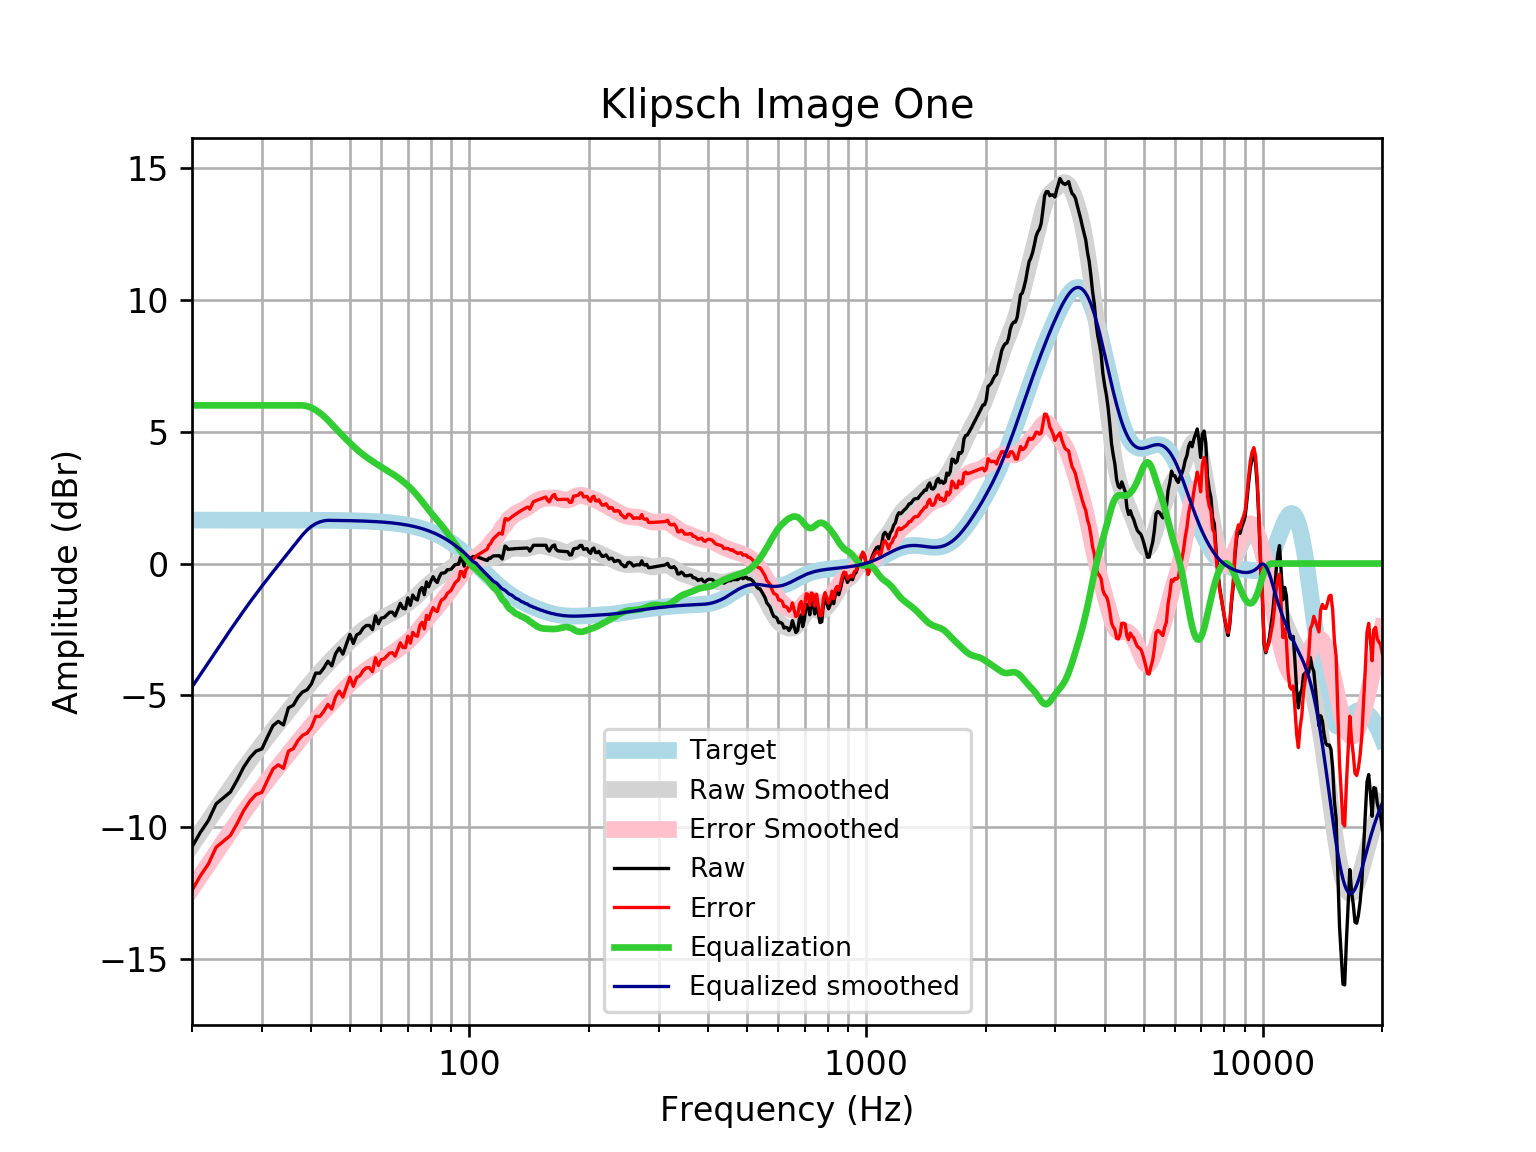 Klipsch Image One
15
10
5
0
−5
−10
−15
Amplitude (dBr)
Target
Raw Smoothed
Error Smoothed
Raw
Error
Equalization
Equalized smoothed
100
1000
10000
Frequency (Hz)